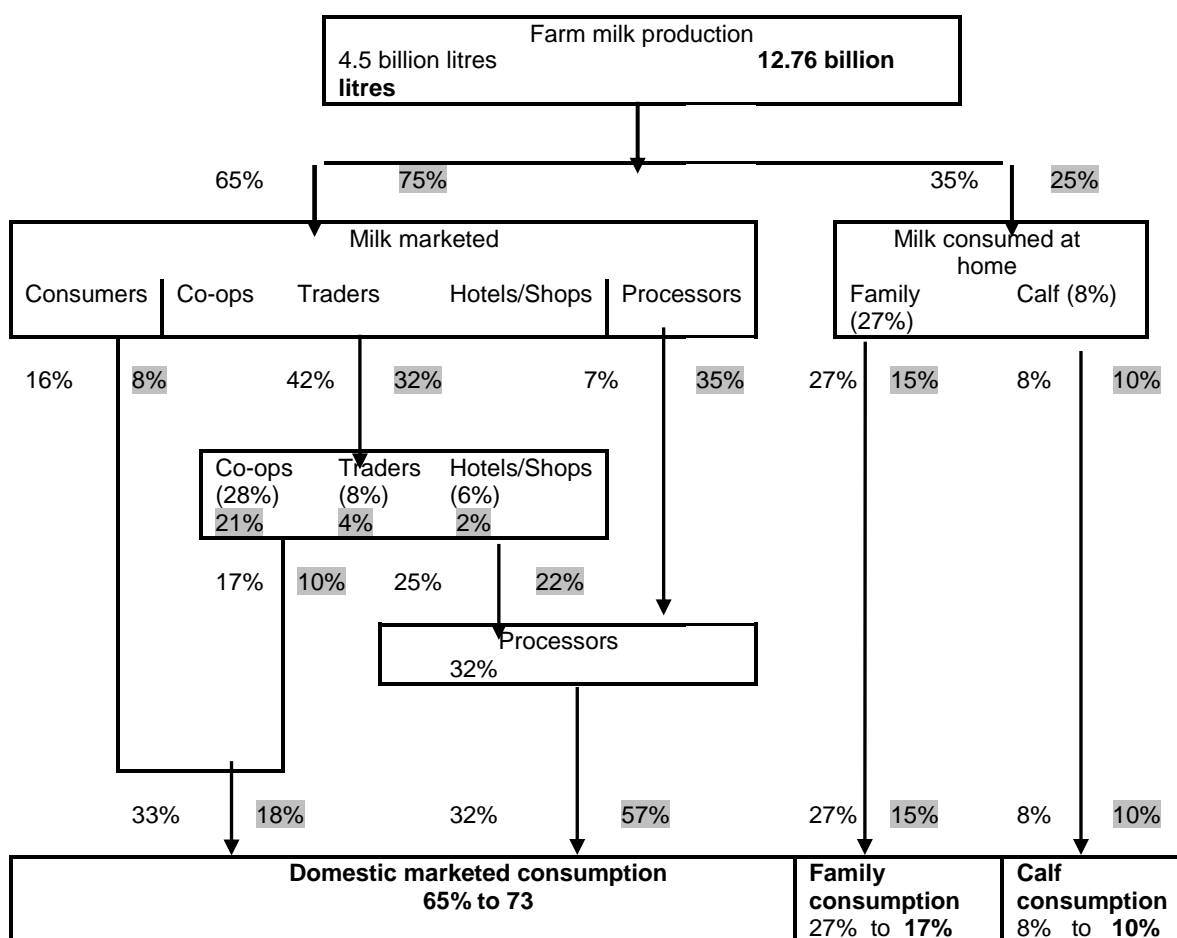 Farm milk production
4.5 billion litres 12.76 billion
litres
65% 75% 35% 25%
Milk marketed
Consumers Co-ops Traders Hotels/Shops Processors
Milk consumed at
home
Family Calf (8%)
(27%)
16% 8% 42% 32% 7% 35% 27% 15% 8% 10%
Co-ops Traders Hotels/Shops
(28%) (8%) (6%)
21% 4% 2%
17% 10% 25% 22%
Processors
32%
33% 18% 32% 57% 27% 15% 8% 10%
Domestic marketed consumption
65% to 73
Family
consumption
27% to 17%
Calf
consumption
8% to 10%